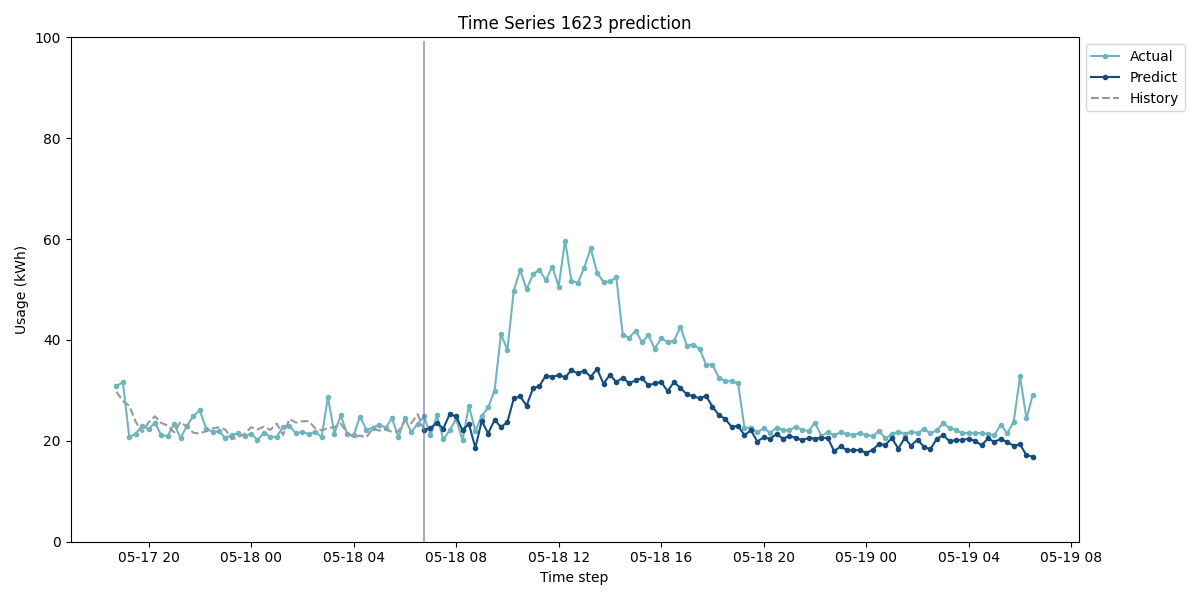 Time Series 1623 prediction
100
80
60
40
20
0
Usage (kWh)
05-17 20
05-18 00
05-18 04
05-18 08
05-18 12
05-18 16
05-18 20
05-19 00
05-19 04
05-19 08
Time step
Actual
Predict
History